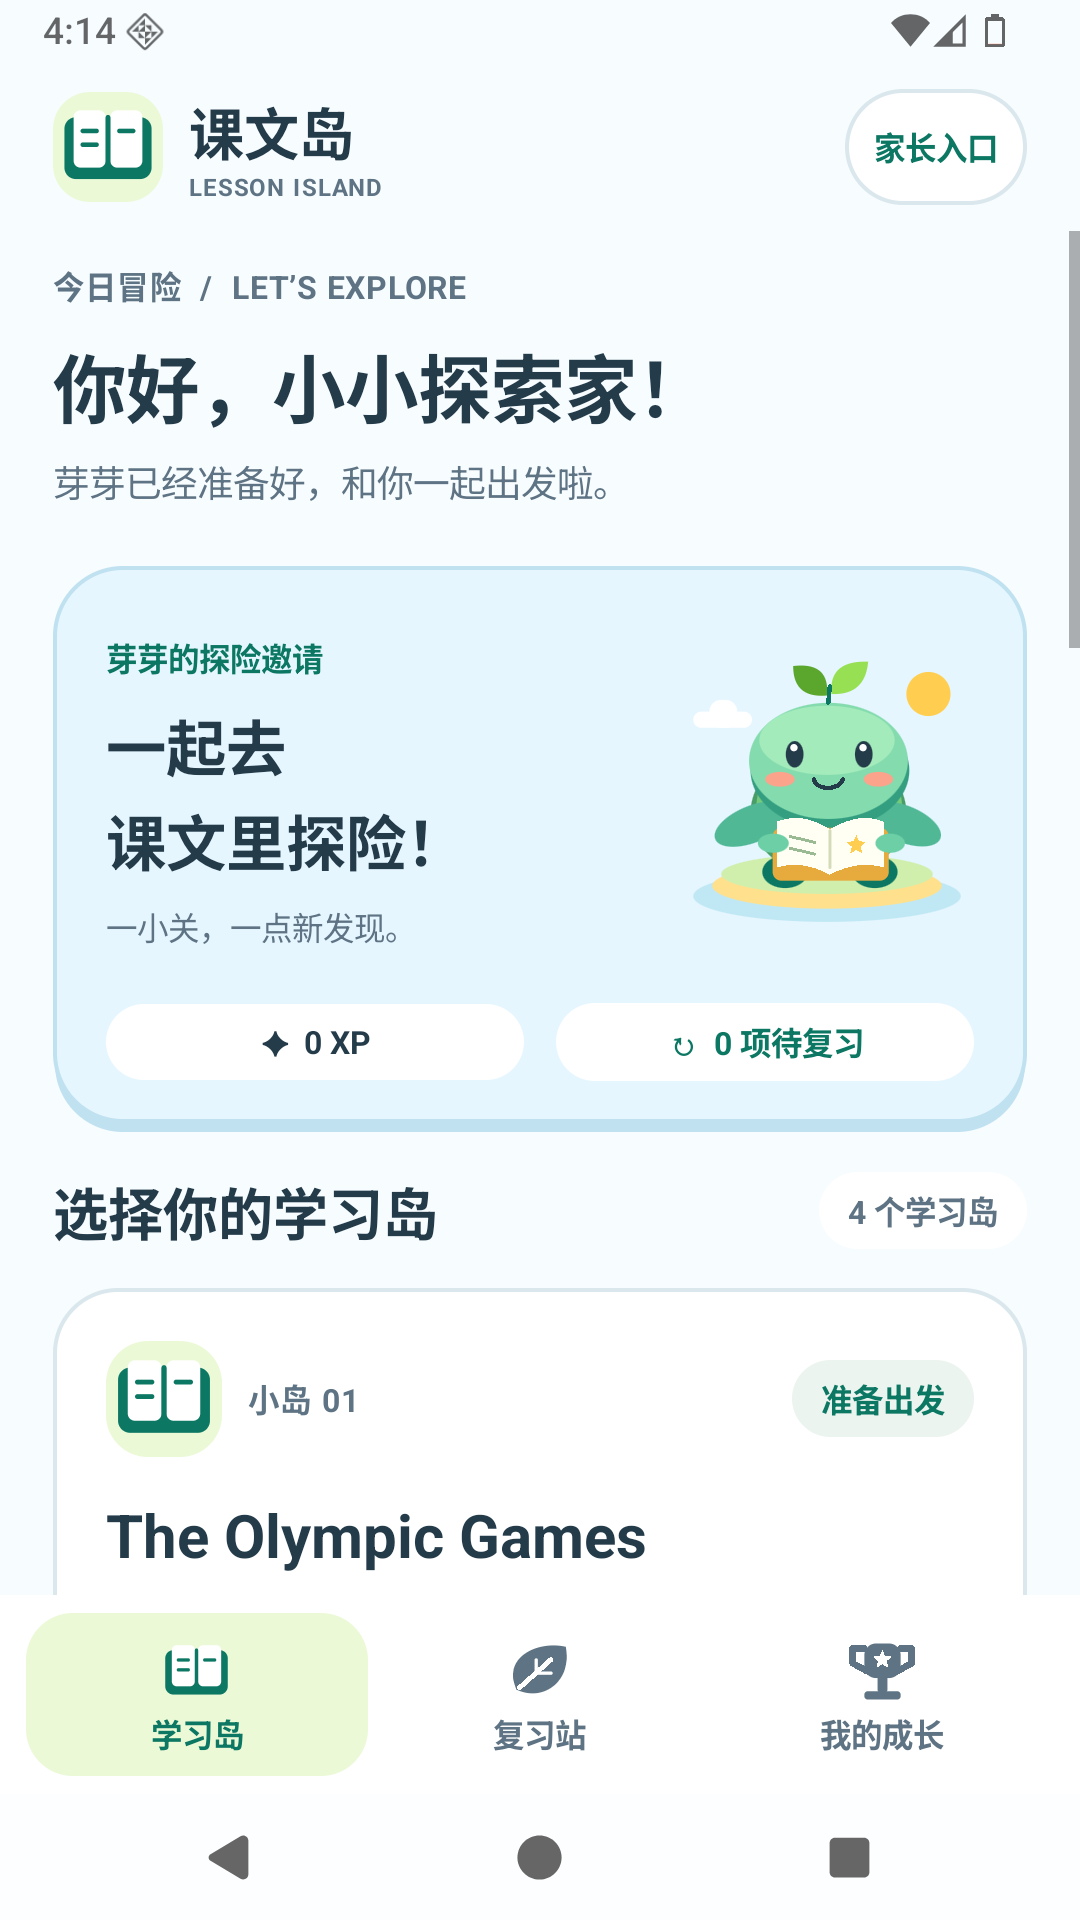 4:14
课文岛
LESSON ISLAND
家长入口
今日冒险 / LET’S EXPLORE
你好，小小探索家！
芽芽已经准备好，和你一起出发啦。
芽芽的探险邀请
一起去
课文里探险！
一小关，一点新发现。
✦ 0 XP
↻ 0 项待复习
选择你的学习岛
4 个学习岛
小岛 01
准备出发
The Olympic Games
学习岛
复习站
我的成长